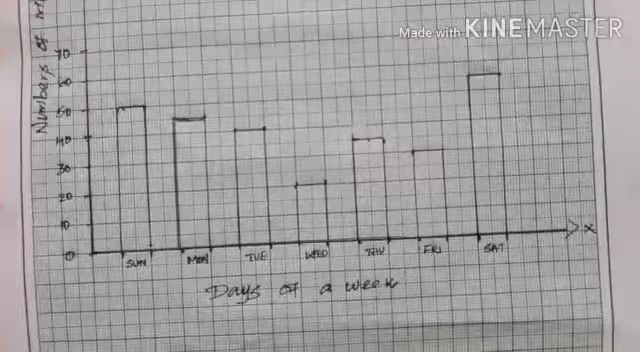 Made with KINEMASTER
Numbers of
70
60
50
40
30
20
10
0
SUN MON TUE WED THU FRI SAT
X
Days of a week